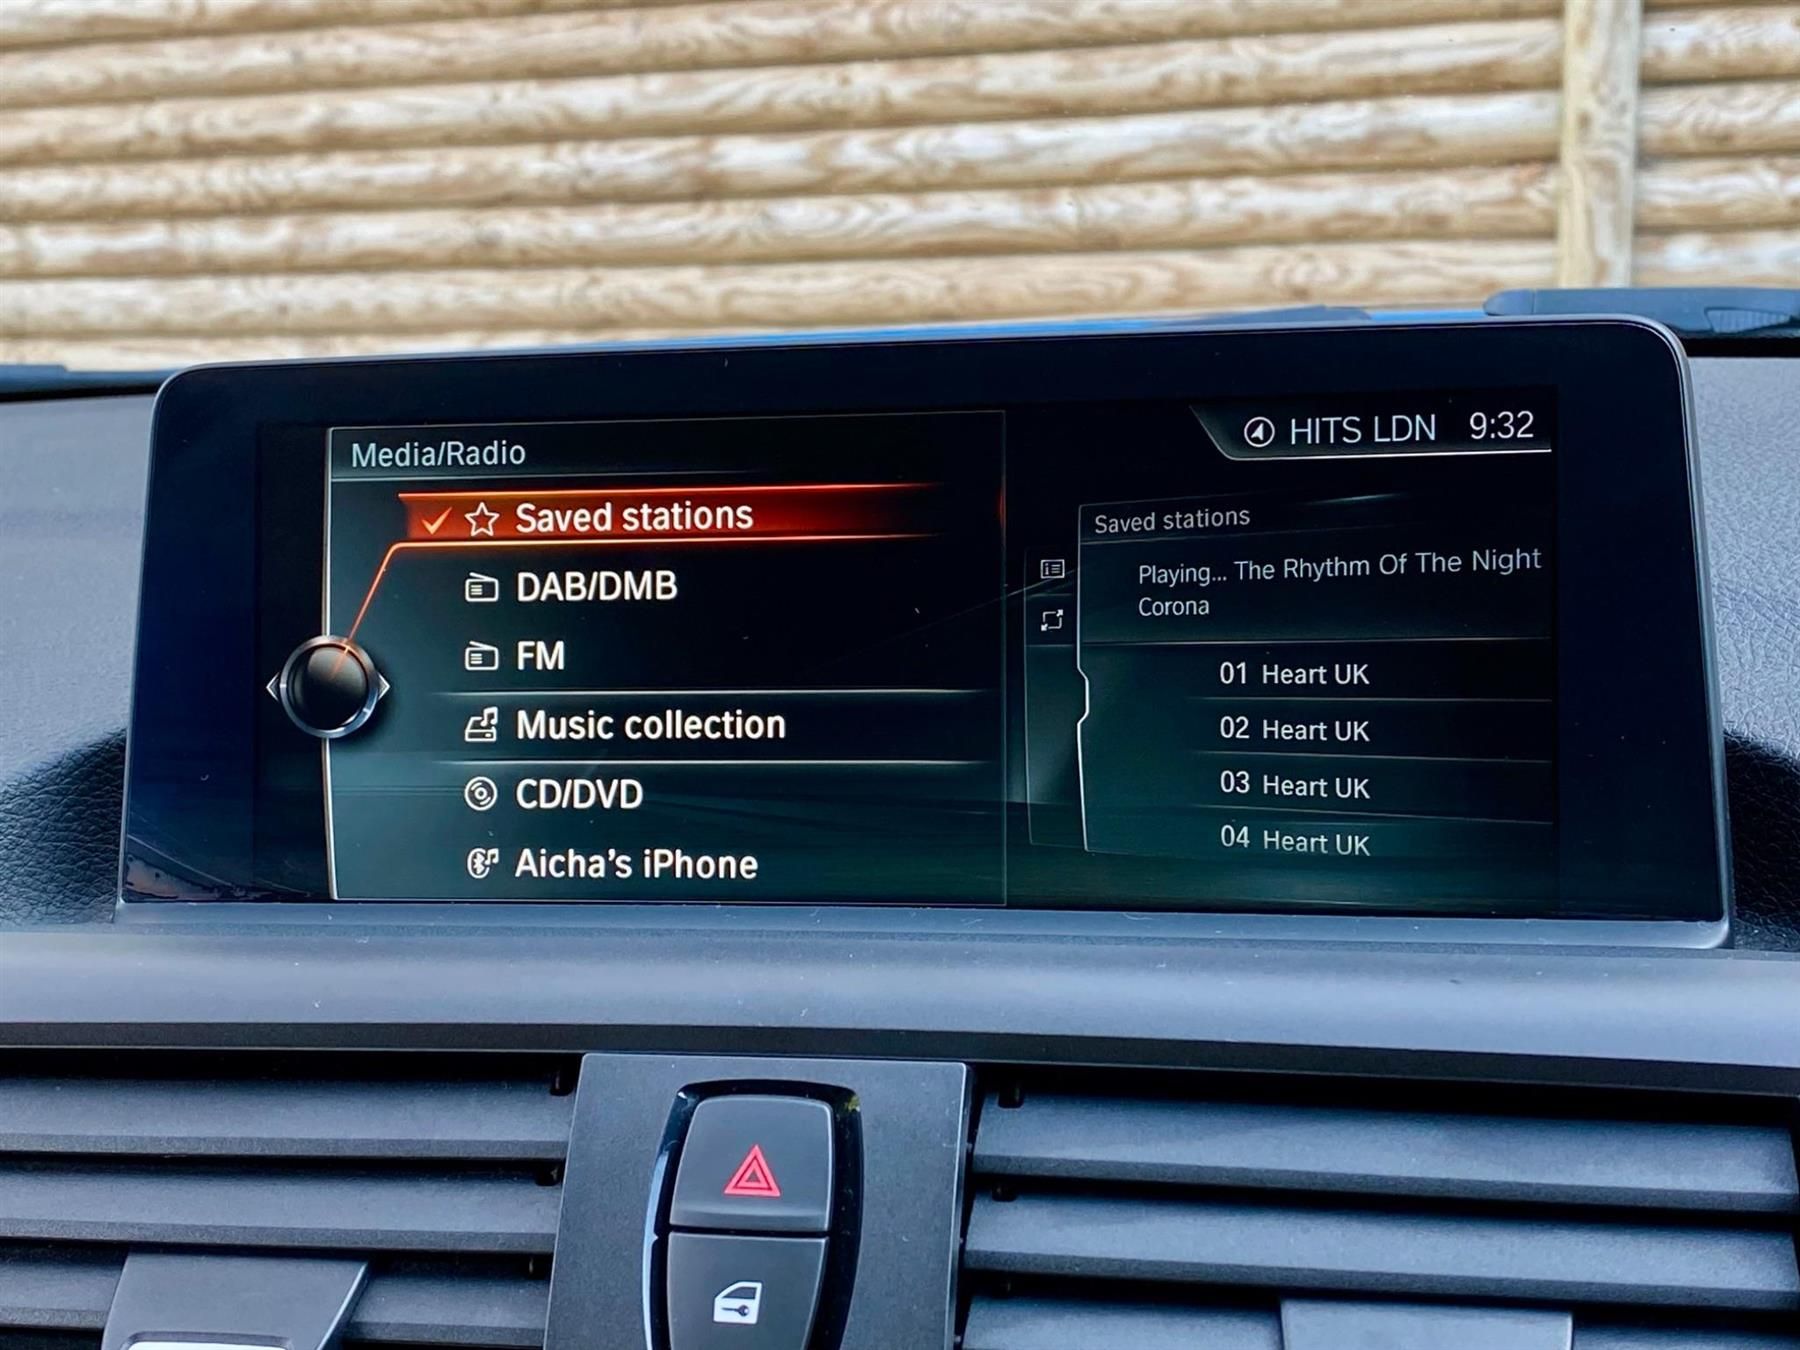 HITS LDN 9:32
Media/Radio
Saved stations
DAB/DMB
FM
Music collection
CD/DVD
Aicha's iPhone
Saved stations
Playing... The Rhythm Of The Night
Corona
01 Heart UK
02 Heart UK
03 Heart UK
04 Heart UK